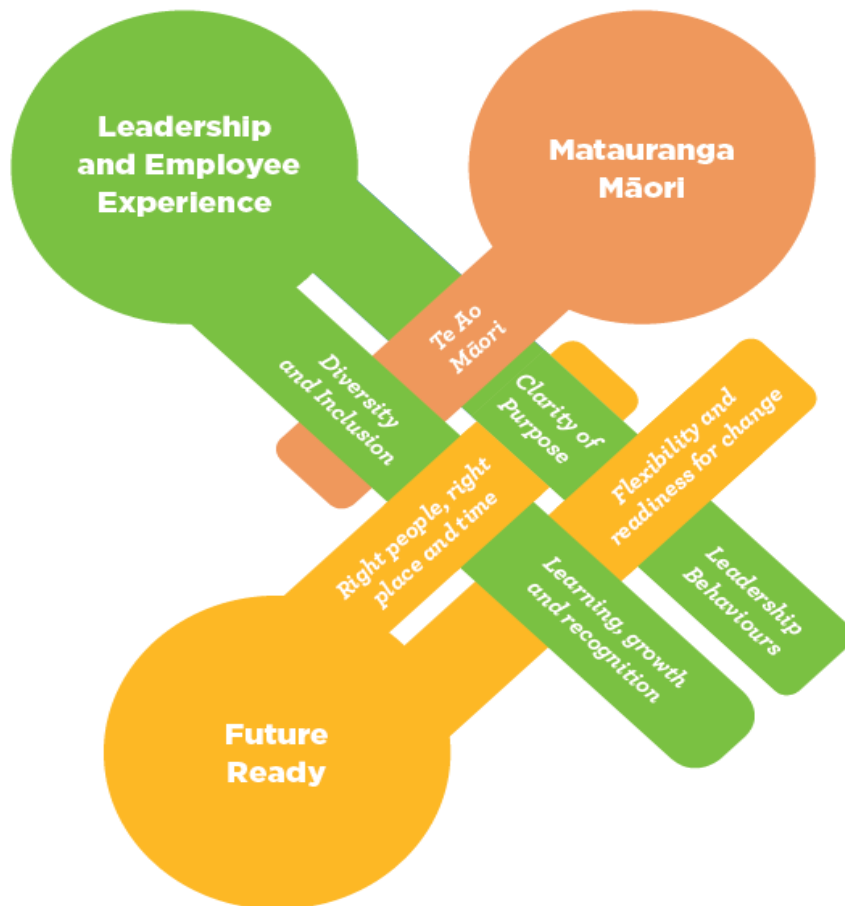 Leadership
and Employee
Experience
Matauranga
Māori
Te Ao
Māori
Diversity
and Inclusion
Clarity of
Purpose
Flexibility and
readiness for change
Right people, right
place and time
Learning, growth
and recognition
Leadership
Behaviours
Future
Ready